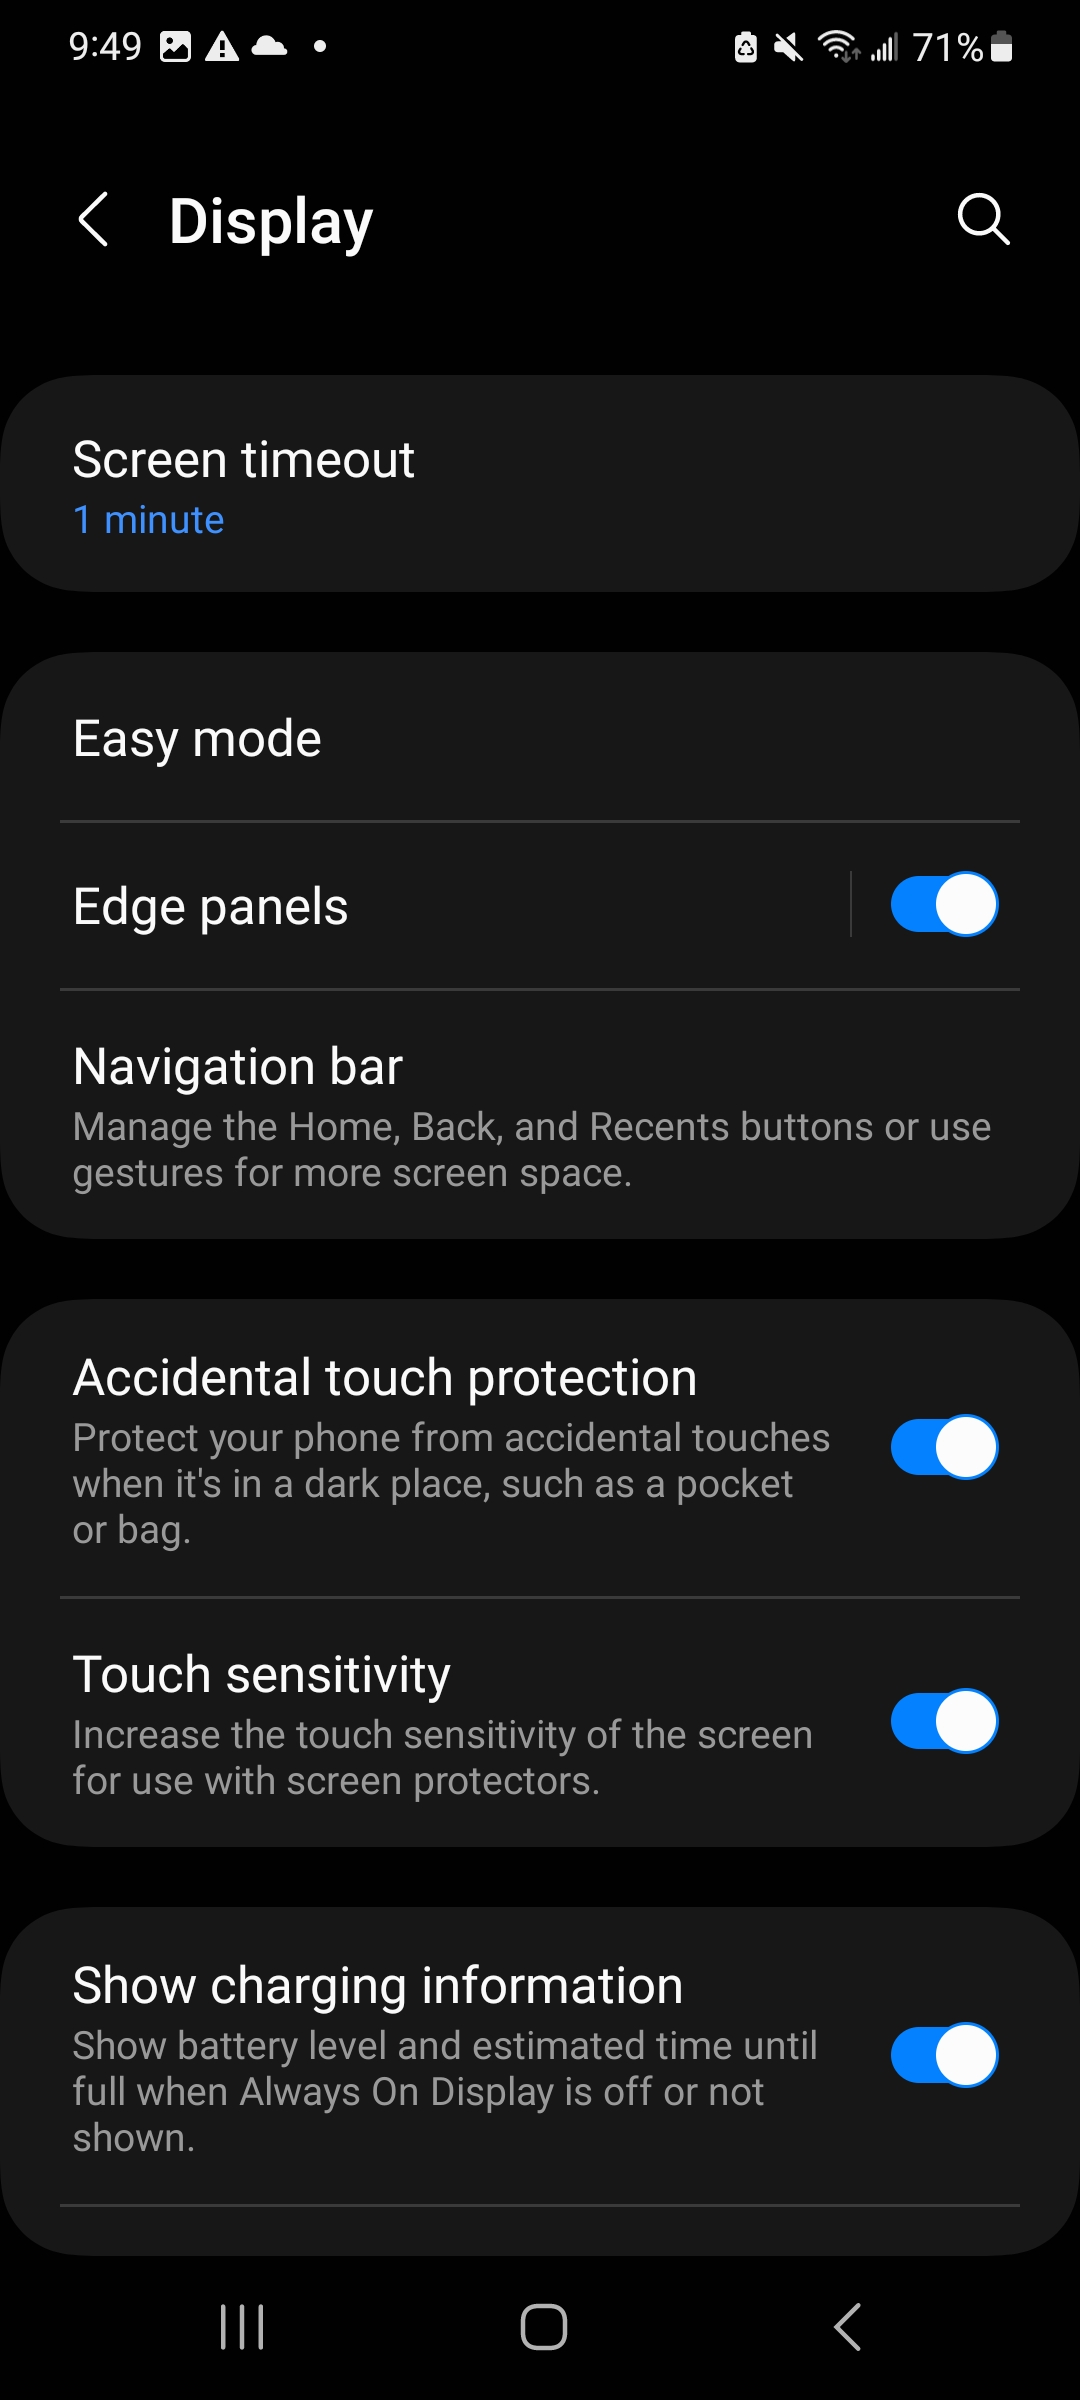 9:49
71%
Display
Screen timeout
1 minute
Easy mode
Edge panels
Navigation bar
Manage the Home, Back, and Recents buttons or use
gestures for more screen space.
Accidental touch protection
Protect your phone from accidental touches
when it's in a dark place, such as a pocket
or bag.
Touch sensitivity
Increase the touch sensitivity of the screen
for use with screen protectors.
Show charging information
Show battery level and estimated time until
full when Always On Display is off or not
shown.